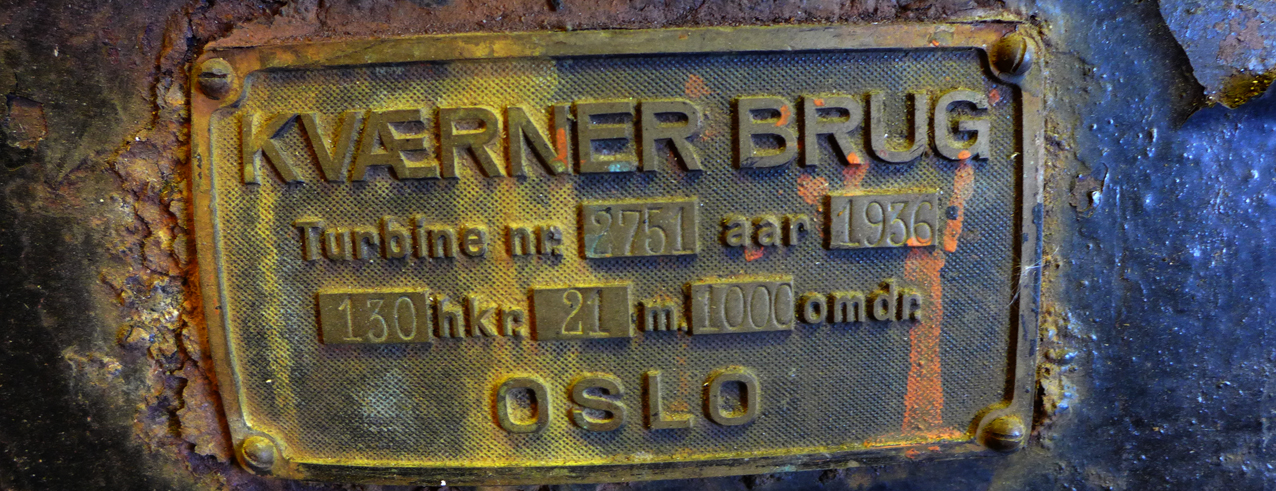 KVÆRNER BRUG
Turbine nr. 2751 aar 1936
130 hkr. 21 m. 1000 omdr.
OSLO